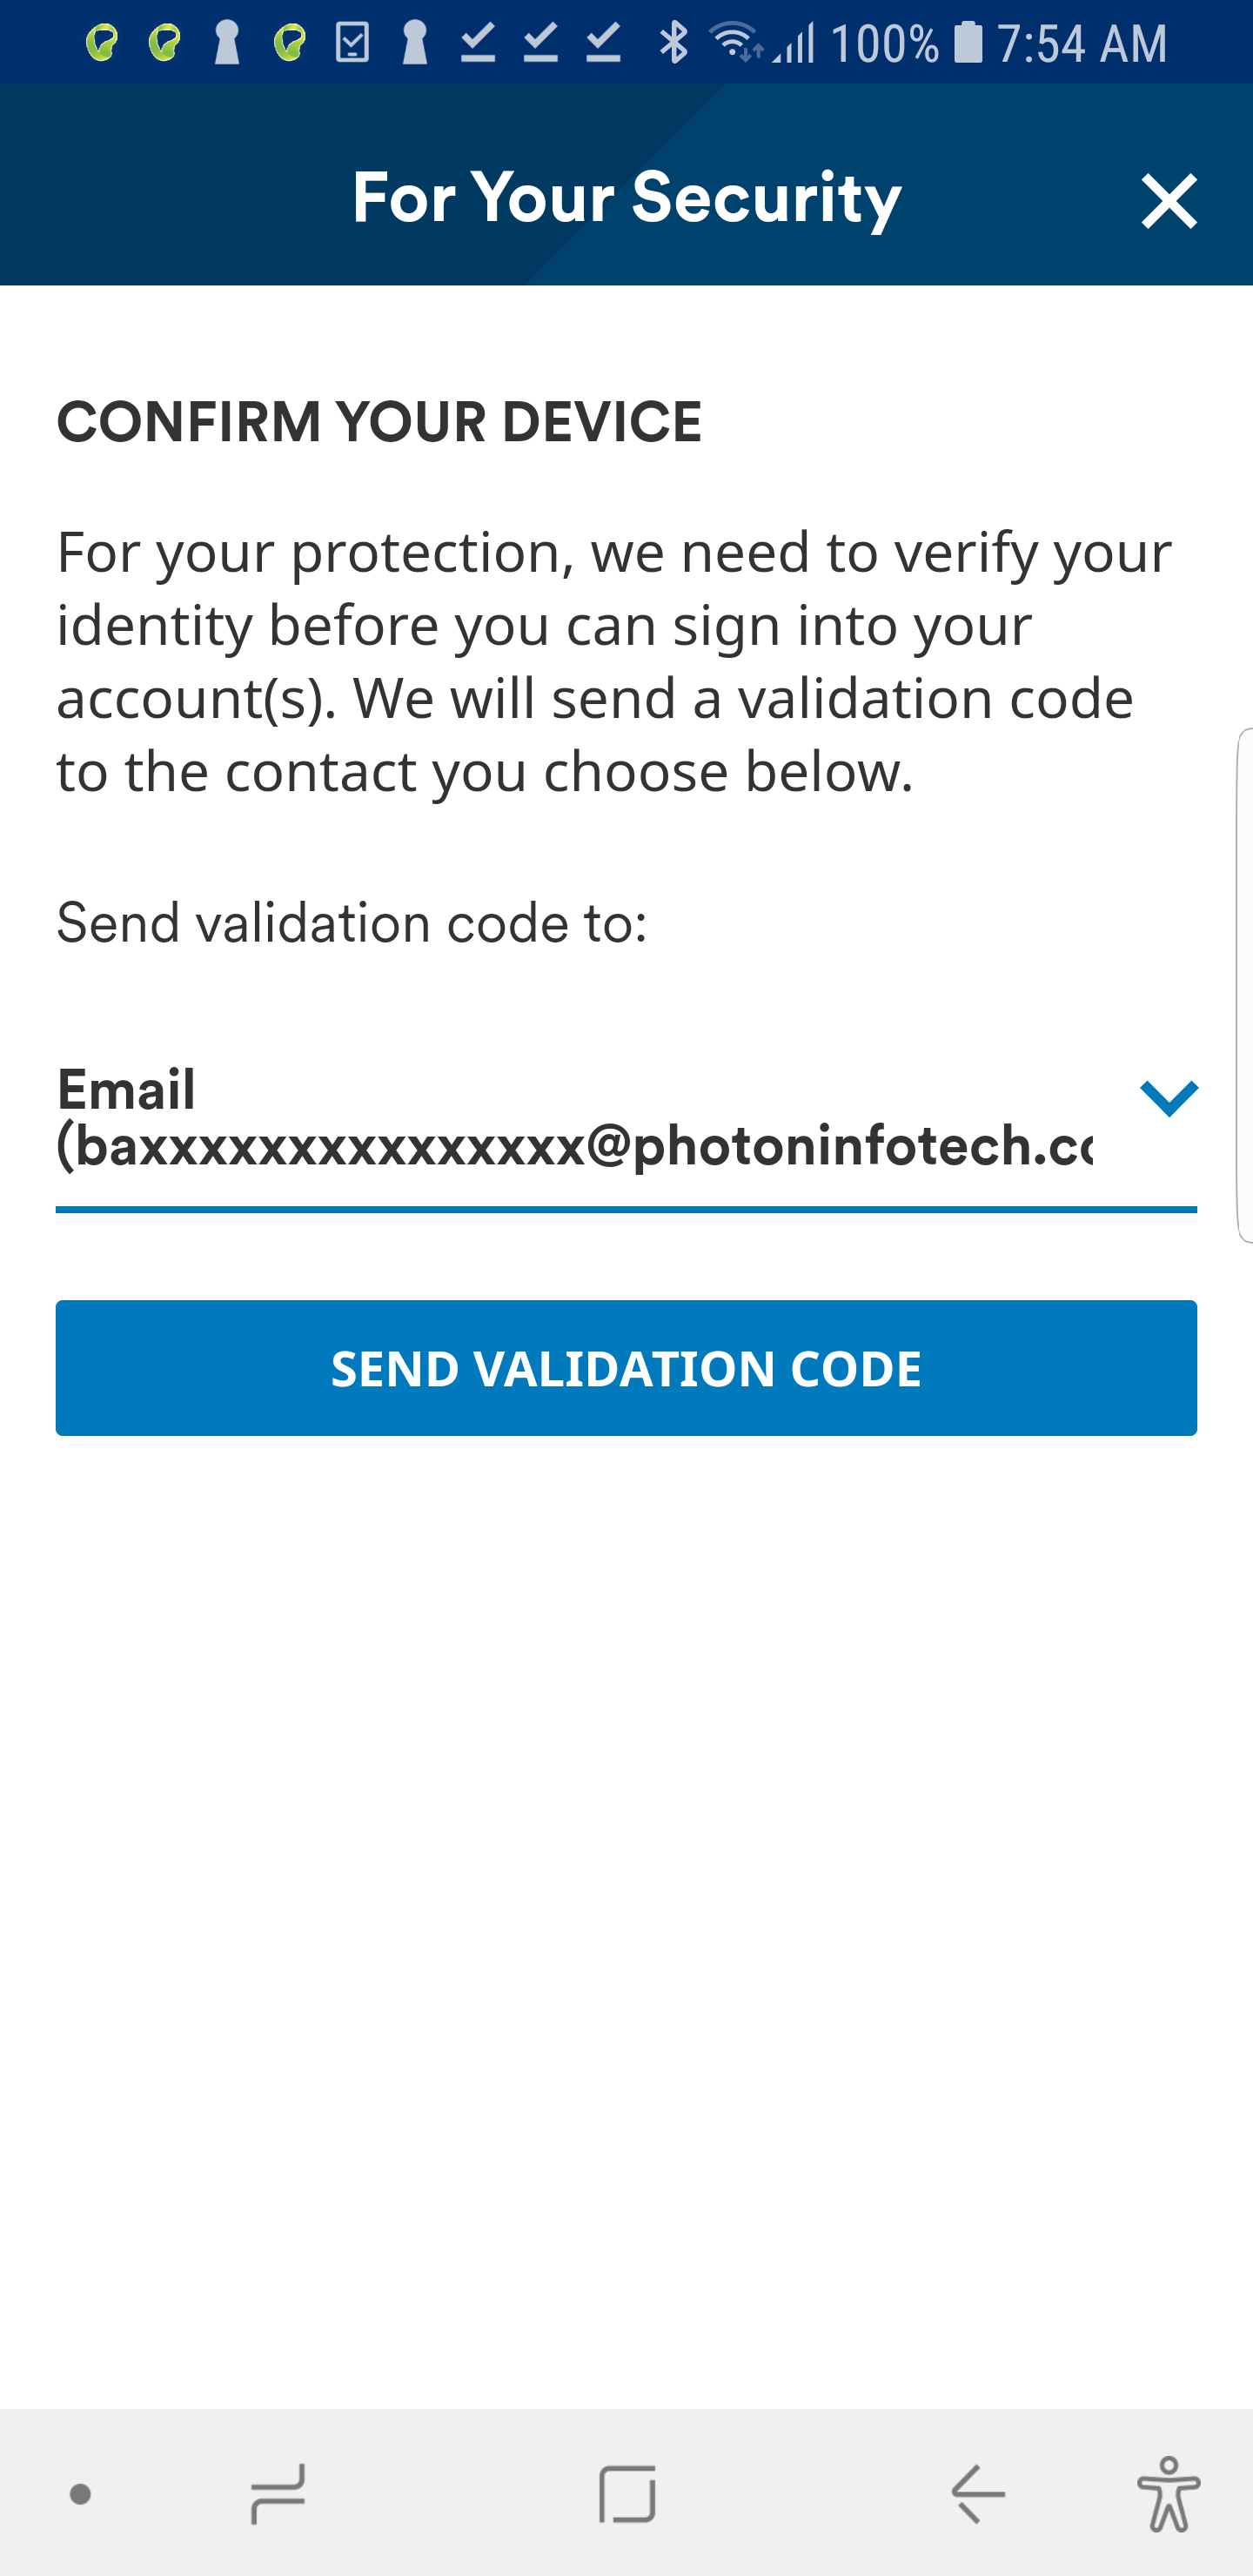 100% 7:54 AM
For Your Security
CONFIRM YOUR DEVICE
For your protection, we need to verify your
identity before you can sign into your
account(s). We will send a validation code
to the contact you choose below.
Send validation code to:
Email
(baxxxxxxxxxxxxxxx@photoninfotech.cc
SEND VALIDATION CODE